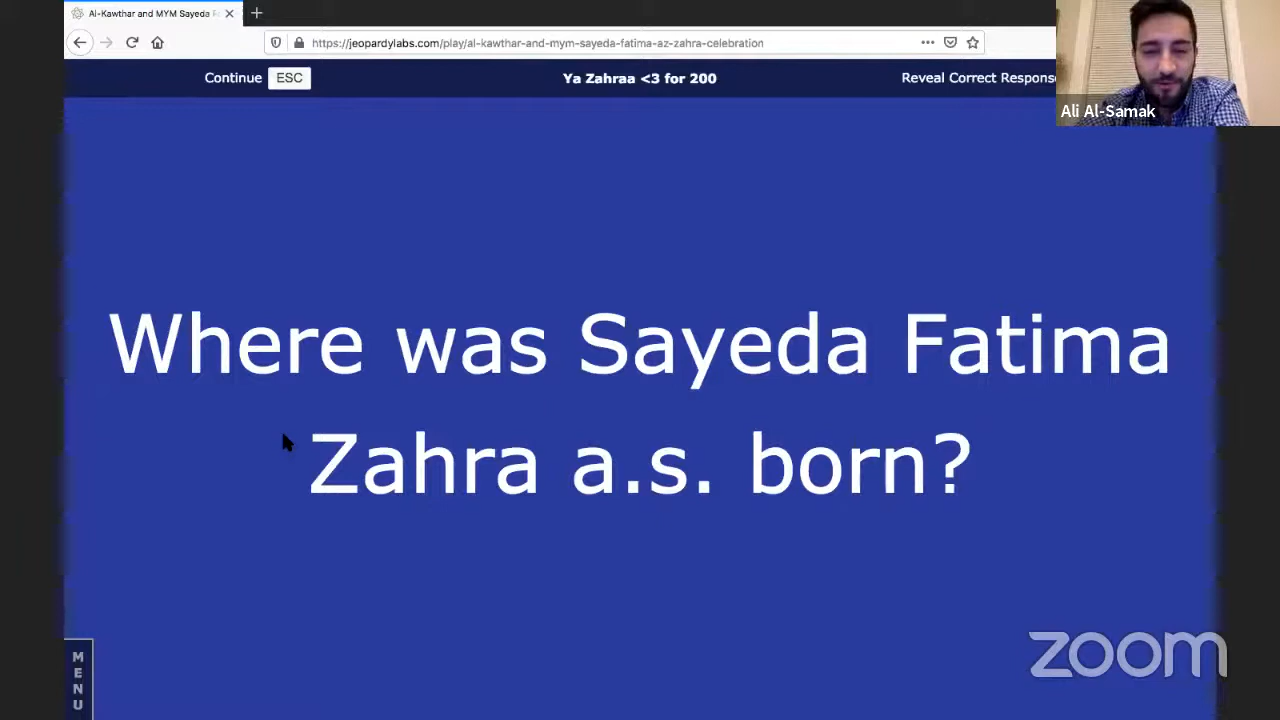 Al-Kawthar and MYM Sayeda
https://jeopardylabs.com/play/al-kawthar-and-mym-sayeda-fatima-az-zahra-celebration
Continue ESC
Ya Zahraa <3 for 200
Reveal Correct Response
Ali Al-Samak
Where was Sayeda Fatima
Zahra a.s. born?
MENU
zoom